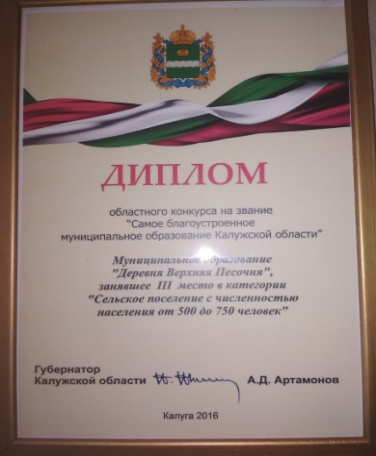 ДИПЛОМ
областного конкурса на звание
"Самое благоустроенное
муниципальное образование Калужской области"
Муниципальное образование
"Деревня Верхняя Песочня",
занявшее III место в категории
"Сельское поселение с численностью
населения от 500 до 750 человек"
Губернатор
Калужской области А.Д. Артамонов
Калуга 2016